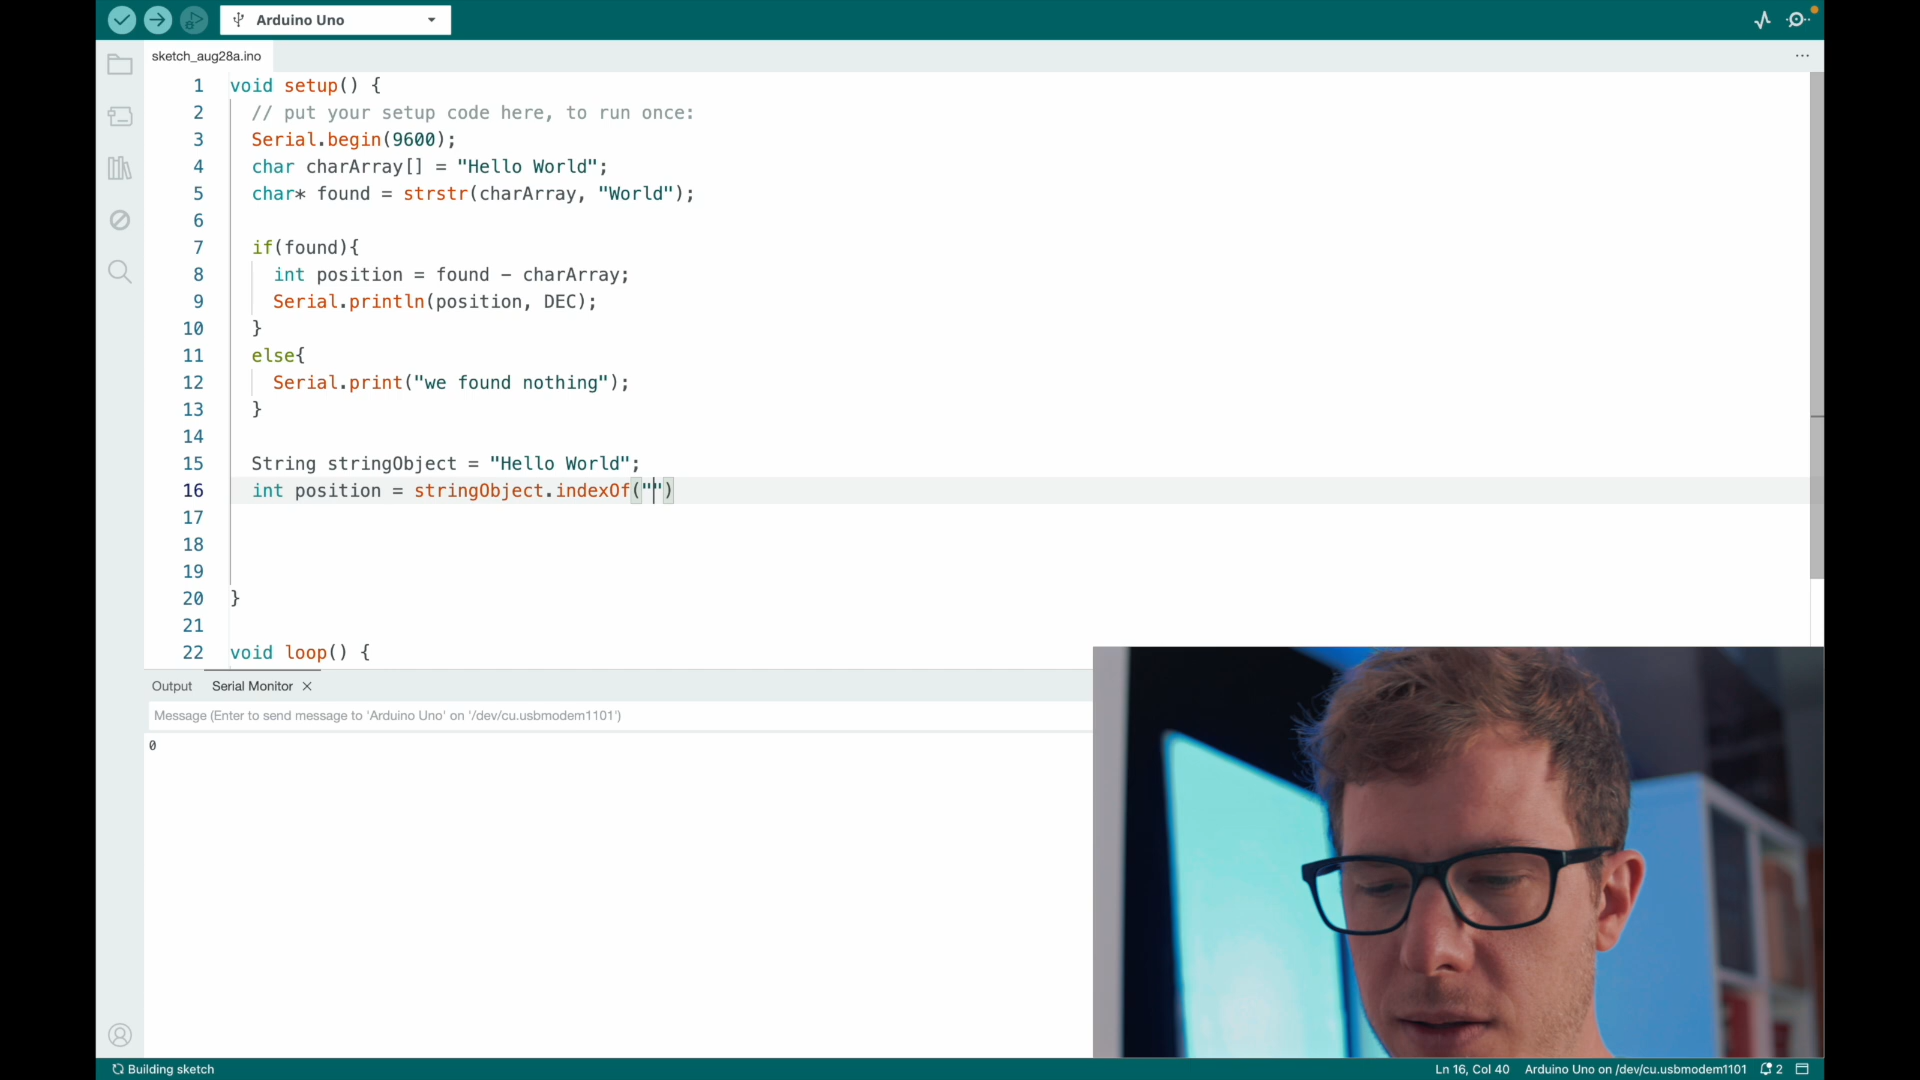 Arduino Uno
sketch_aug28a.ino
1 void setup() {
2 // put your setup code here, to run once:
3 Serial.begin(9600);
4 char charArray[] = "Hello World";
5 char* found = strstr(charArray, "World");
6
7 if(found){
8 int position = found - charArray;
9 Serial.println(position, DEC);
10 }
11 else{
12 Serial.print("we found nothing");
13 }
14
15 String stringObject = "Hello World";
16 int position = stringObject.indexOf("")
17
18
19
20 }
21
22 void loop() {
Output Serial Monitor
Message (Enter to send message to 'Arduino Uno' on '/dev/cu.usbmodem1101')
0
Building sketch Ln 16, Col 40 Arduino Uno on /dev/cu.usbmodem1101 2